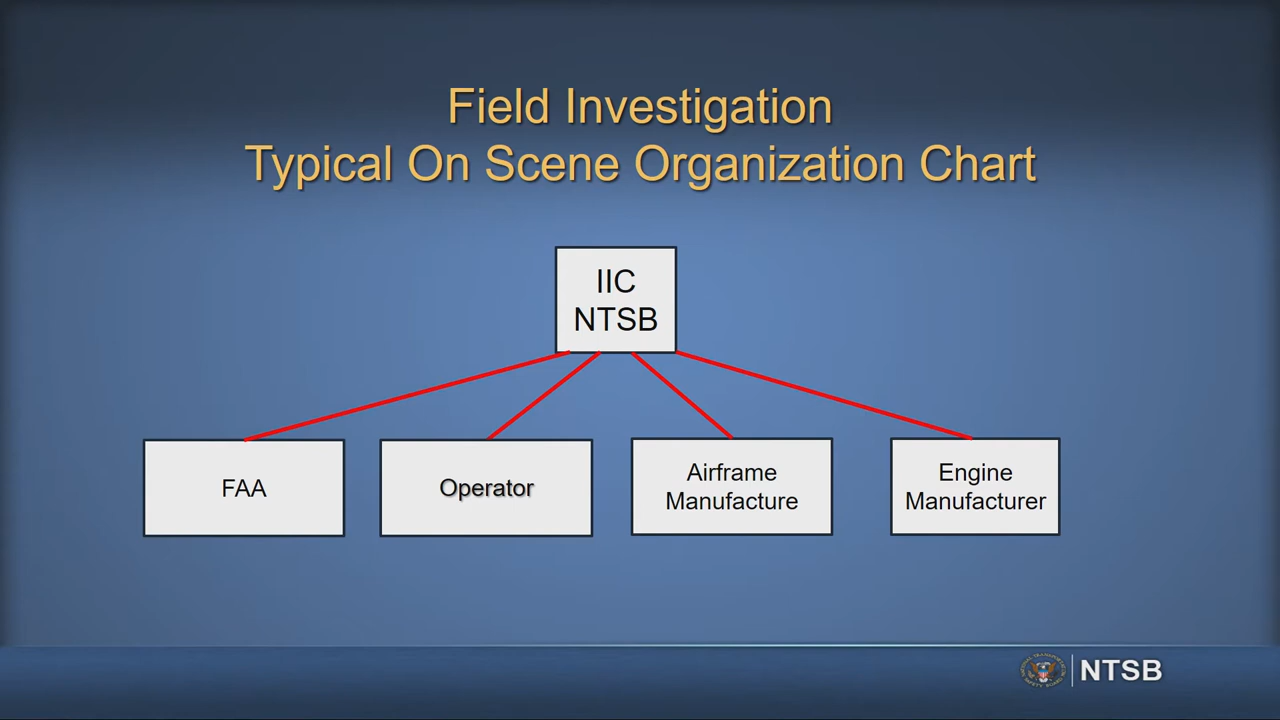 Field Investigation
Typical On Scene Organization Chart
IIC
NTSB
FAA
Operator
Airframe
Manufacture
Engine
Manufacturer
NTSB